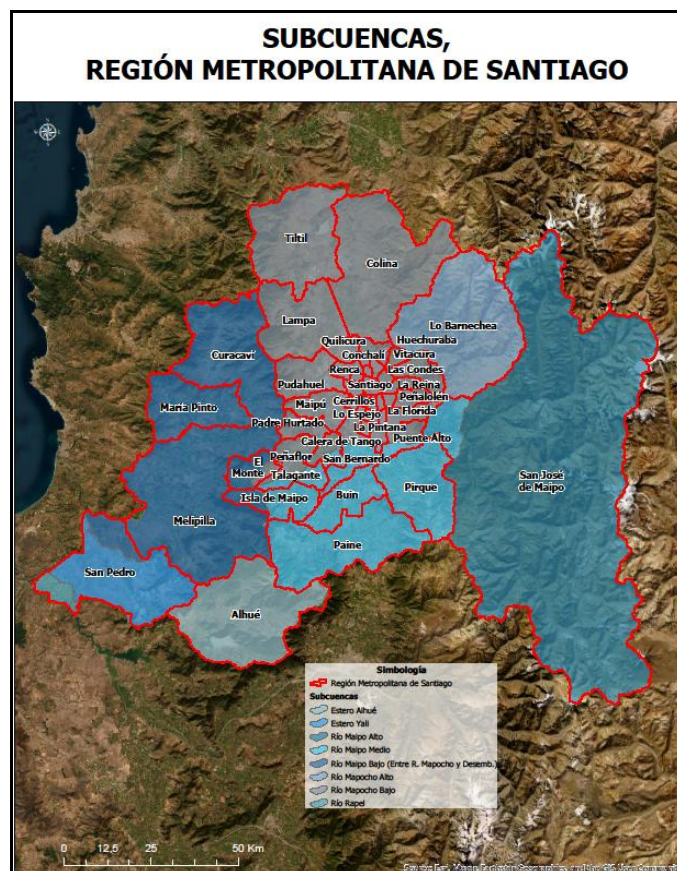 SUBCUENCAS,
REGIÓN METROPOLITANA DE SANTIAGO
Tiltil
Colina
Lampa
Lo Barnechea
Quilicura
Huechuraba
Curacaví
Conchalí
Vitacura
Renca
Las Condes
Pudahuel
Santiago
La Reina
Peñalolén
María Pinto
Maipú
Cerrillos
Lo Espejo
La Florida
Padre Hurtado
La Pintana
Calera de Tango
Puente Alto
El
Monte
Peñaflor
San Bernardo
Talagante
Pirque
San José
de Maipo
Isla de Maipo
Buin
Melipilla
Paine
San Pedro
Alhué
Simbología
Región Metropolitana de Santiago
Subcuencas
Estero Alhué
Estero Yali
Río Maipo Alto
Río Maipo Medio
Río Maipo Bajo (Entre R. Mapocho y Desemb.)
Río Mapocho Alto
Río Mapocho Bajo
Río Rapel
0 12,5 25 50 Km